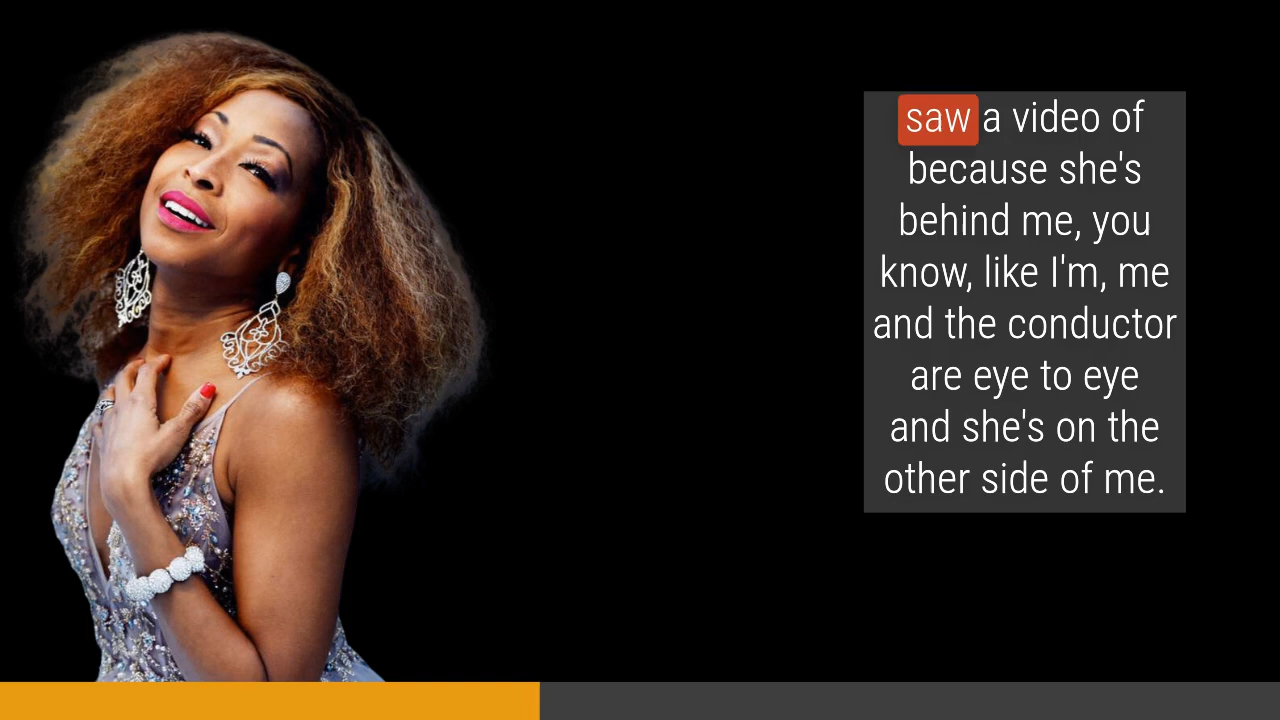 saw a video of
because she's
behind me, you
know, like I'm, me
and the conductor
are eye to eye
and she's on the
other side of me.